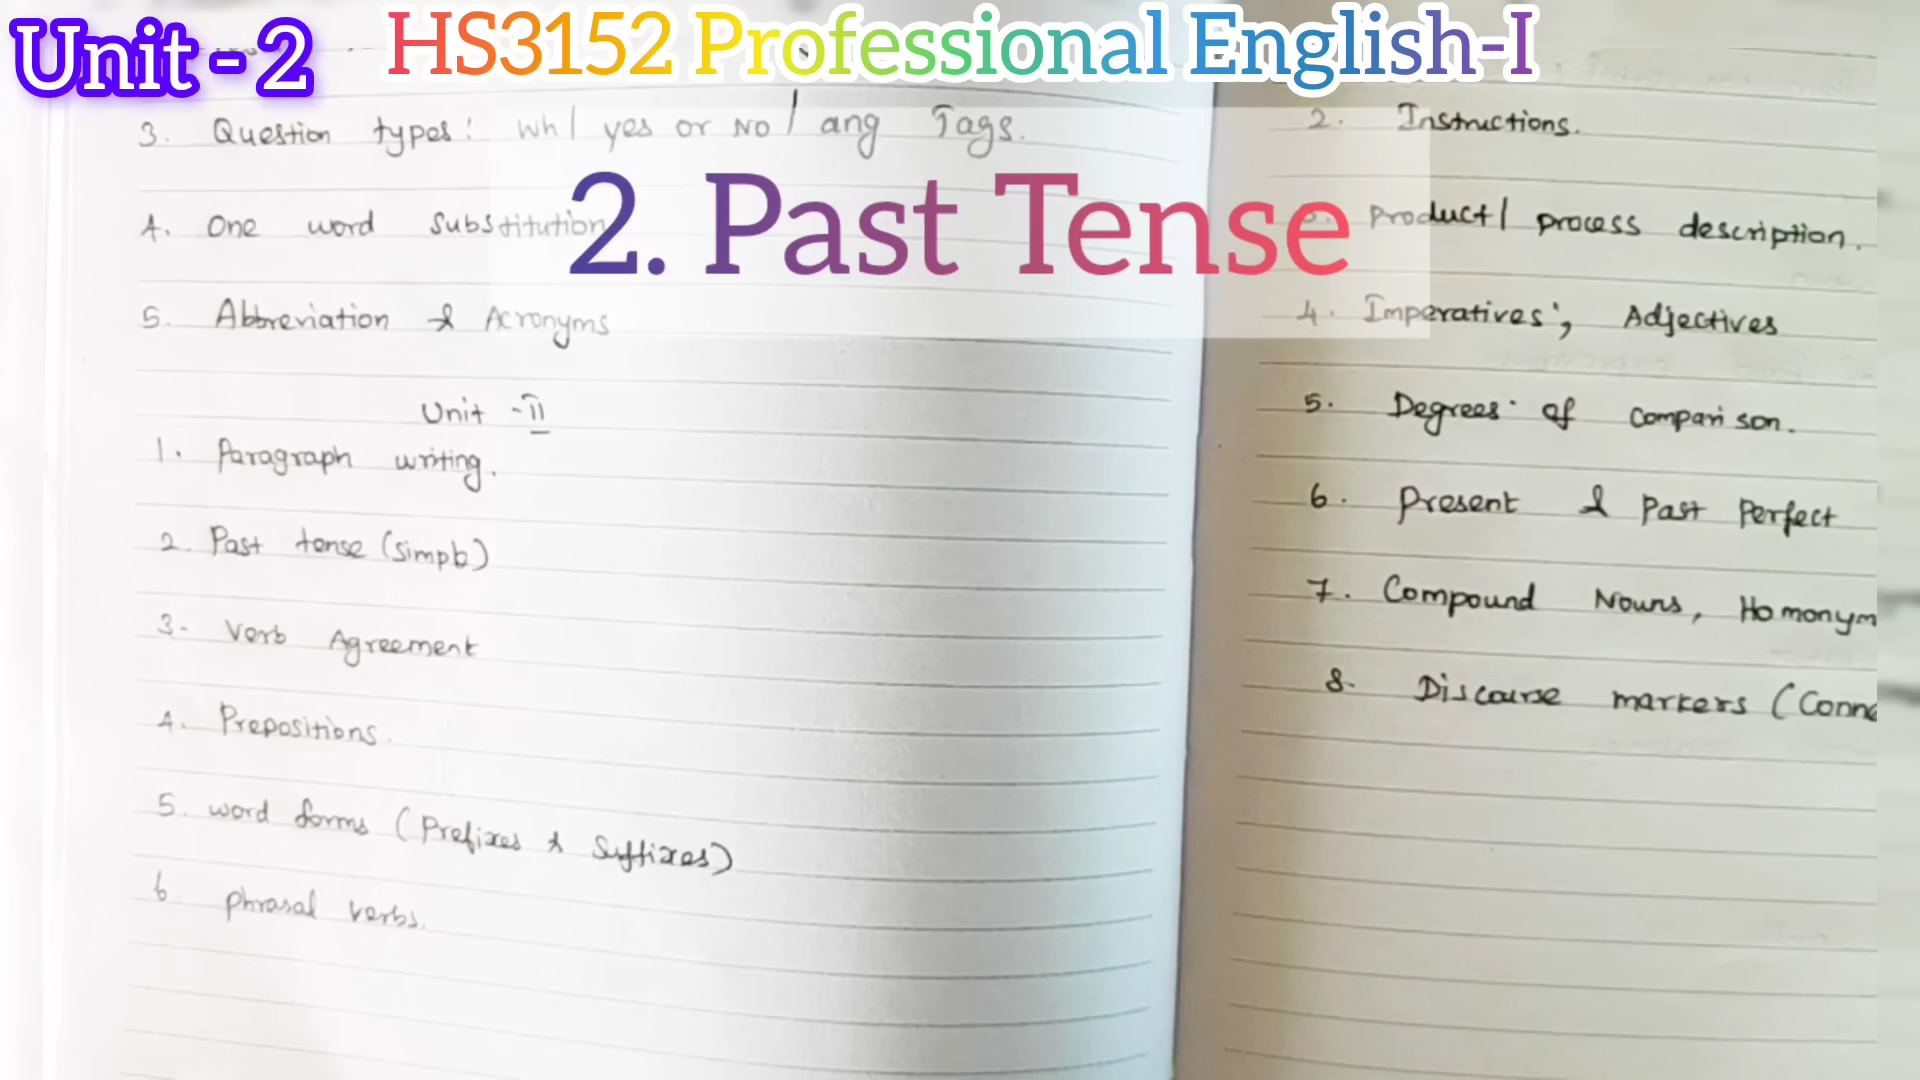 Unit - 2 HS3152 Professional English-I
2. Past Tense
3. Question types: Wh / yes or No / ang Tags.
4. One word Substitution
5. Abbreviation & Acronyms
Unit - II
1. Paragraph writing.
2. Past tense (simple)
3. Verb Agreement
4. Prepositions.
5. word forms (Prefixes & Suffixes)
6. Phrasal verbs.
2. Instructions.
3. Product / process description.
4. Imperatives; Adjectives
5. Degrees of comparison.
6. Present & Past Perfect
7. Compound Nouns, Homonym
8. Discourse markers (Conne